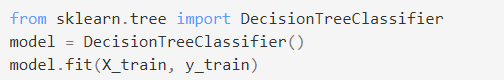 from sklearn.tree import DecisionTreeClassifier
model = DecisionTreeClassifier()
model.fit(X_train, y_train)